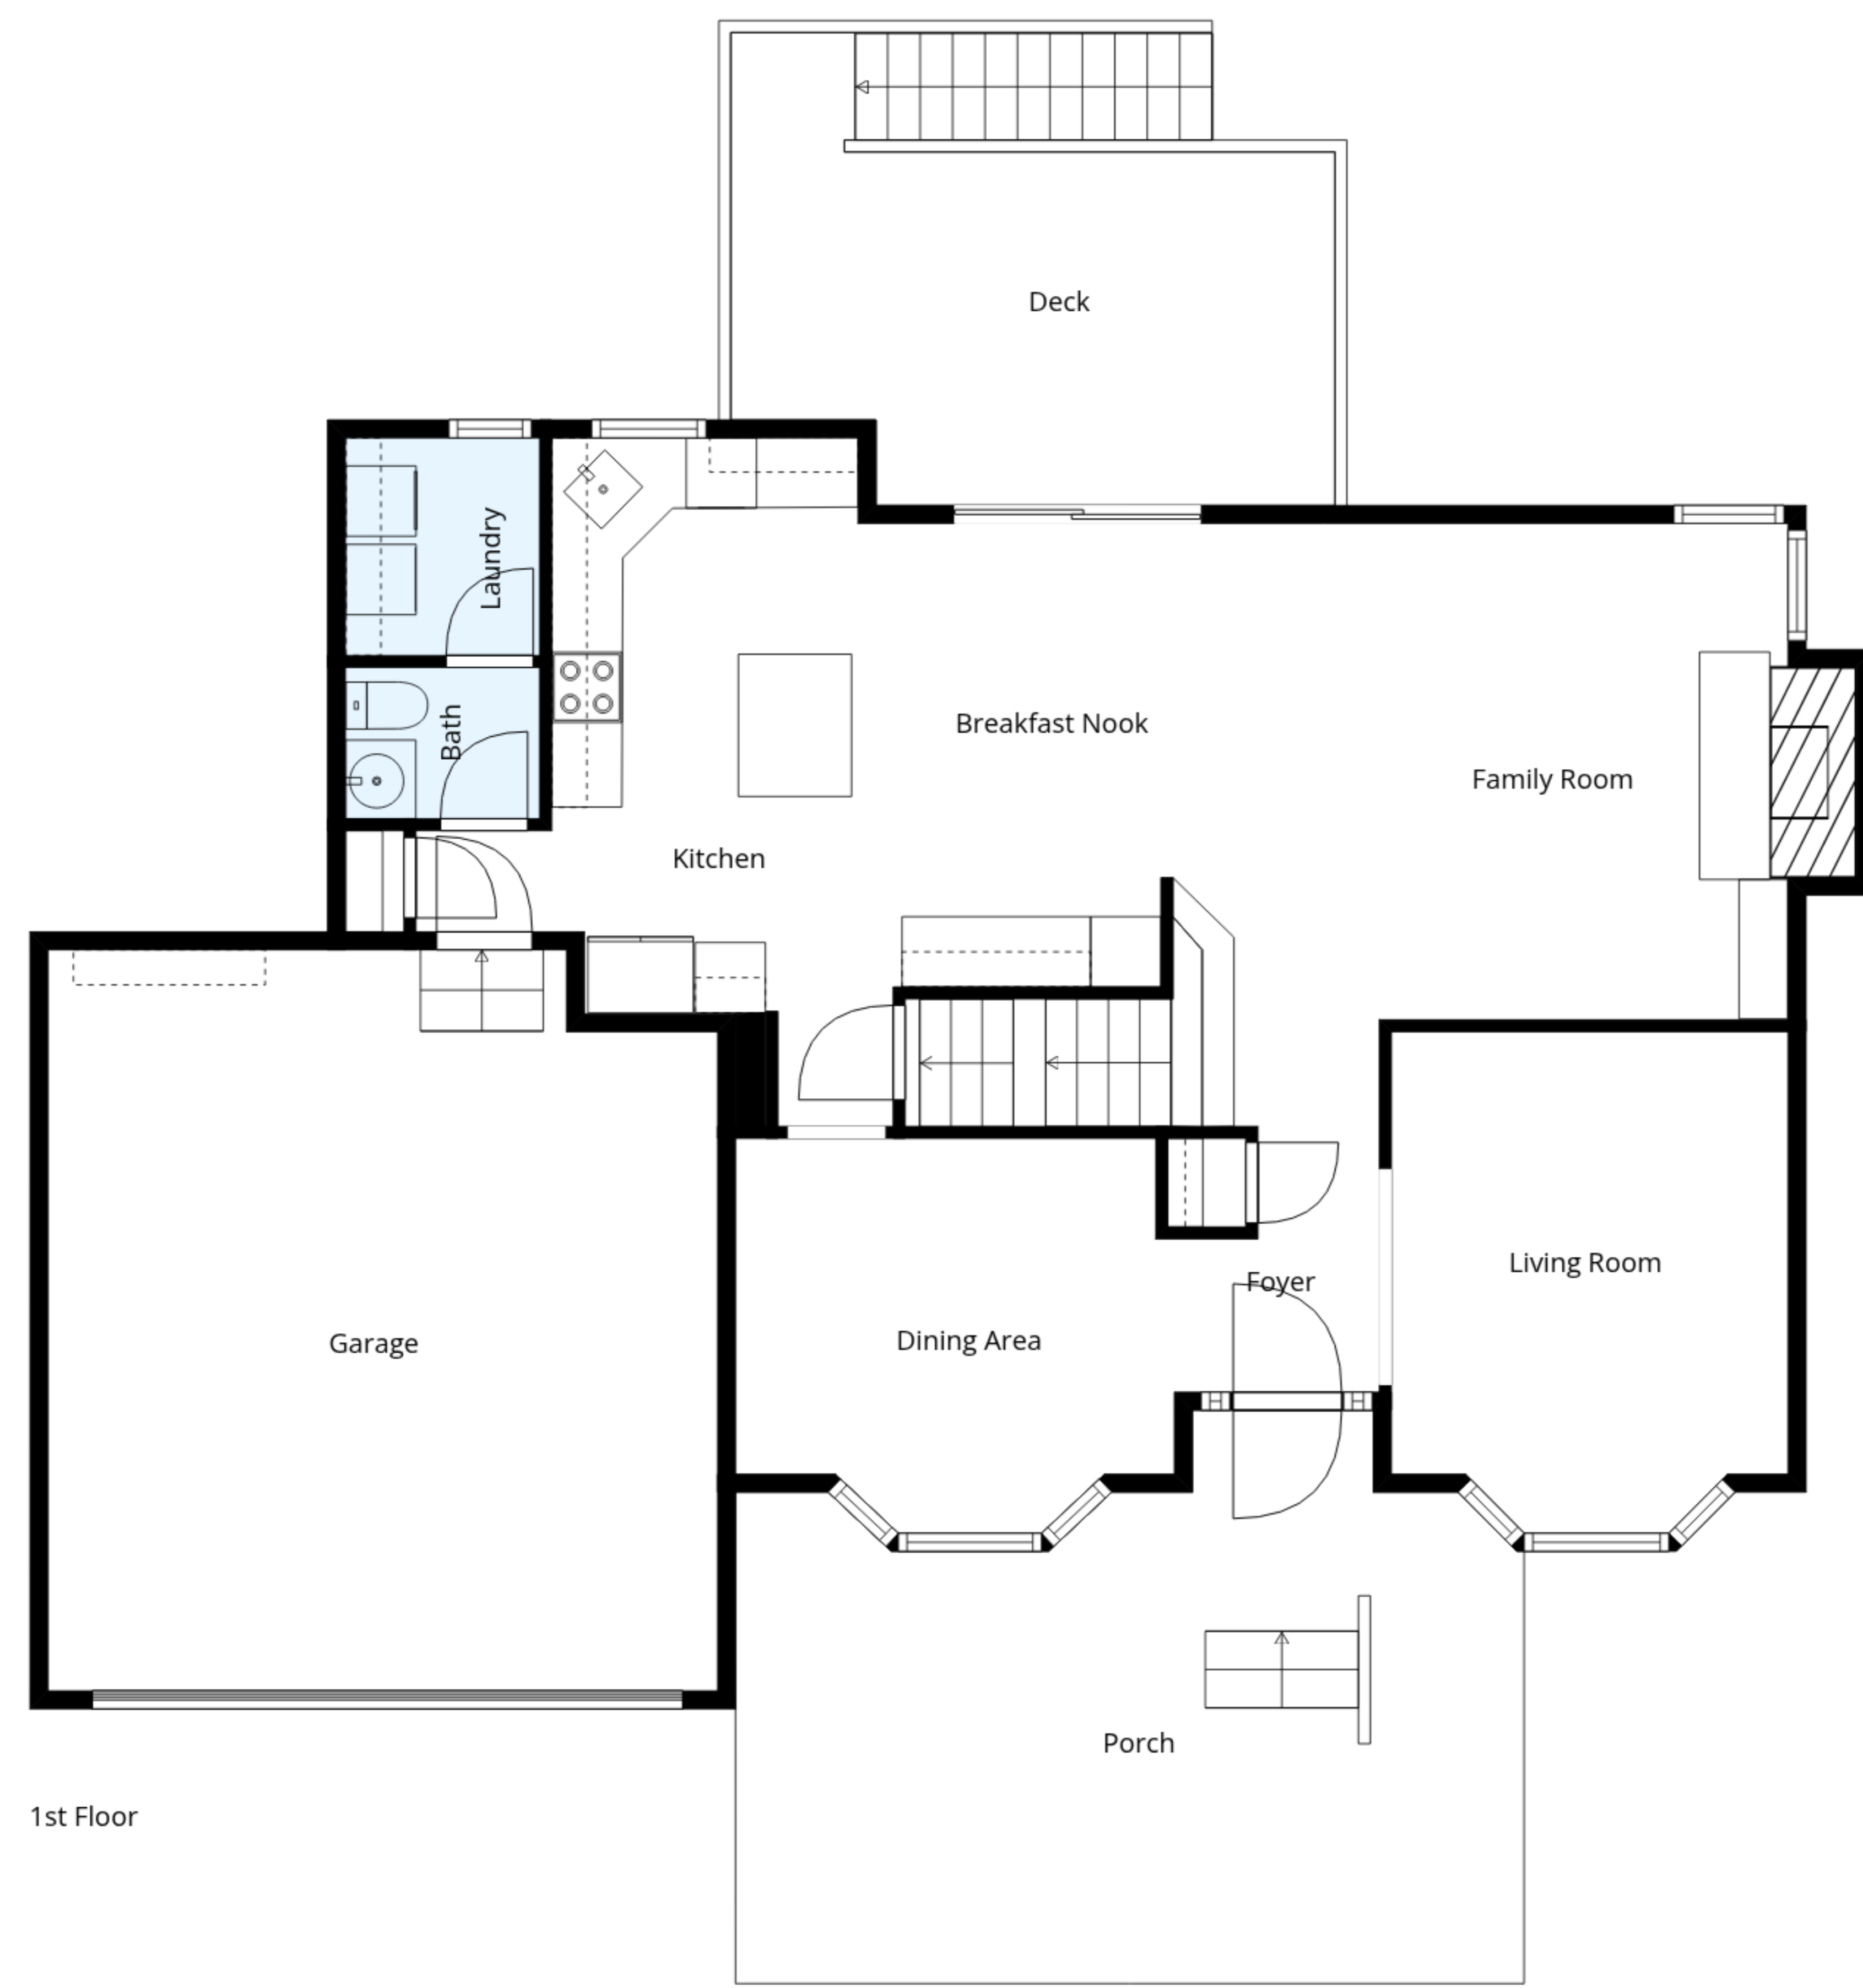 Deck
Laundry
Bath
Breakfast Nook
Family Room
Kitchen
Living Room
Foyer
Dining Area
Garage
Porch
1st Floor